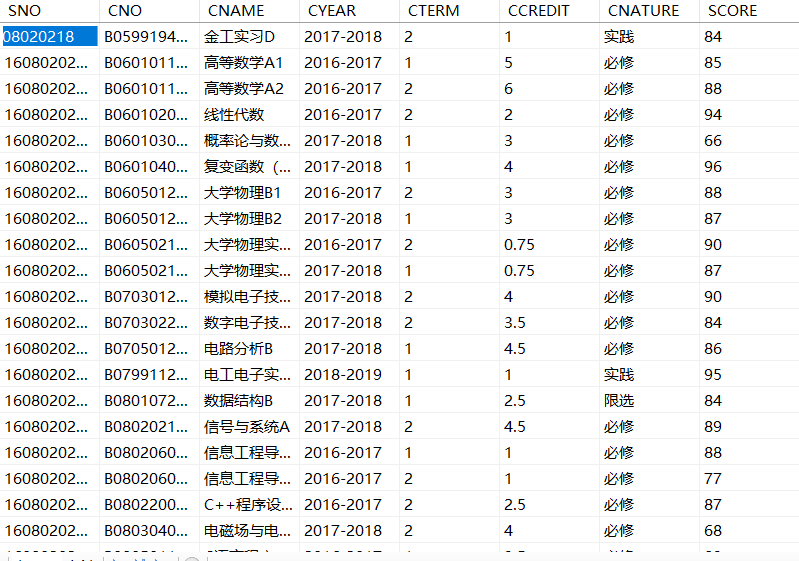 SNO CNO CNAME CYEAR CTERM CCREDIT CNATURE SCORE
08020218 B0599194... 金工实习D 2017-2018 2 1 实践 84
16080202... B0601011... 高等数学A1 2016-2017 1 5 必修 85
16080202... B0601011... 高等数学A2 2016-2017 2 6 必修 88
16080202... B0601020... 线性代数 2016-2017 2 2 必修 94
16080202... B0601030... 概率论与数... 2017-2018 1 3 必修 66
16080202... B0601040... 复变函数（... 2017-2018 1 4 必修 96
16080202... B0605012... 大学物理B1 2016-2017 2 3 必修 88
16080202... B0605012... 大学物理B2 2017-2018 1 3 必修 87
16080202... B0605021... 大学物理实... 2016-2017 2 0.75 必修 90
16080202... B0605021... 大学物理实... 2017-2018 1 0.75 必修 87
16080202... B0703012... 模拟电子技... 2017-2018 2 4 必修 90
16080202... B0703022... 数字电子技... 2017-2018 2 3.5 必修 84
16080202... B0705012... 电路分析B 2017-2018 1 4.5 必修 86
16080202... B0799112... 电工电子实... 2018-2019 1 1 实践 95
16080202... B0801072... 数据结构B 2017-2018 1 2.5 限选 84
16080202... B0802021... 信号与系统A 2017-2018 2 4.5 必修 89
16080202... B0802060... 信息工程导... 2016-2017 1 1 必修 88
16080202... B0802060... 信息工程导... 2016-2017 2 1 必修 77
16080202... B0802200... C++程序设... 2016-2017 2 2.5 必修 87
16080202... B0803040... 电磁场与电... 2017-2018 2 4 必修 68